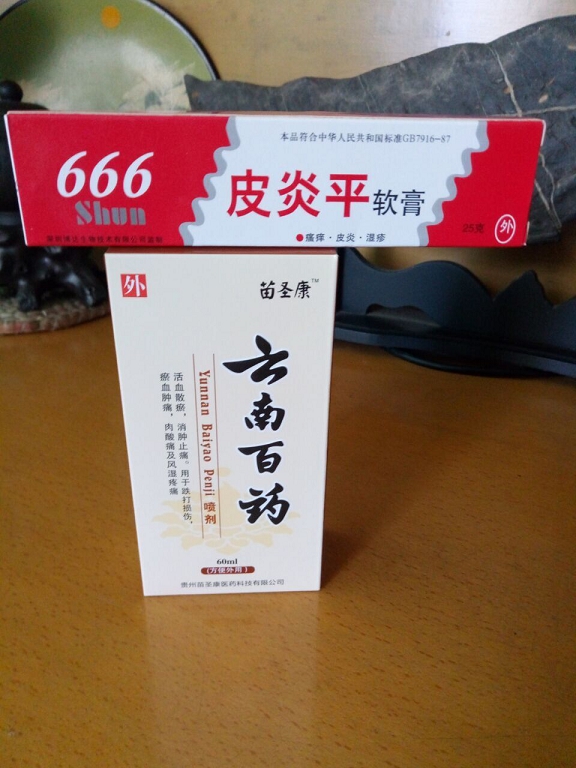 本品符合中华人民共和国标准GB7916-87
666
Shun
皮炎平软膏
25克
外
●瘙痒·皮炎·湿疹
外
苗圣康™
云南百药
Yunnan Baiyao Penji 喷剂
活血散瘀，消肿止痛。用于跌打损伤，
瘀血肿痛，肉酸痛及风湿疼痛
60ml
(方便外用)
贵州苗圣康医药科技有限公司